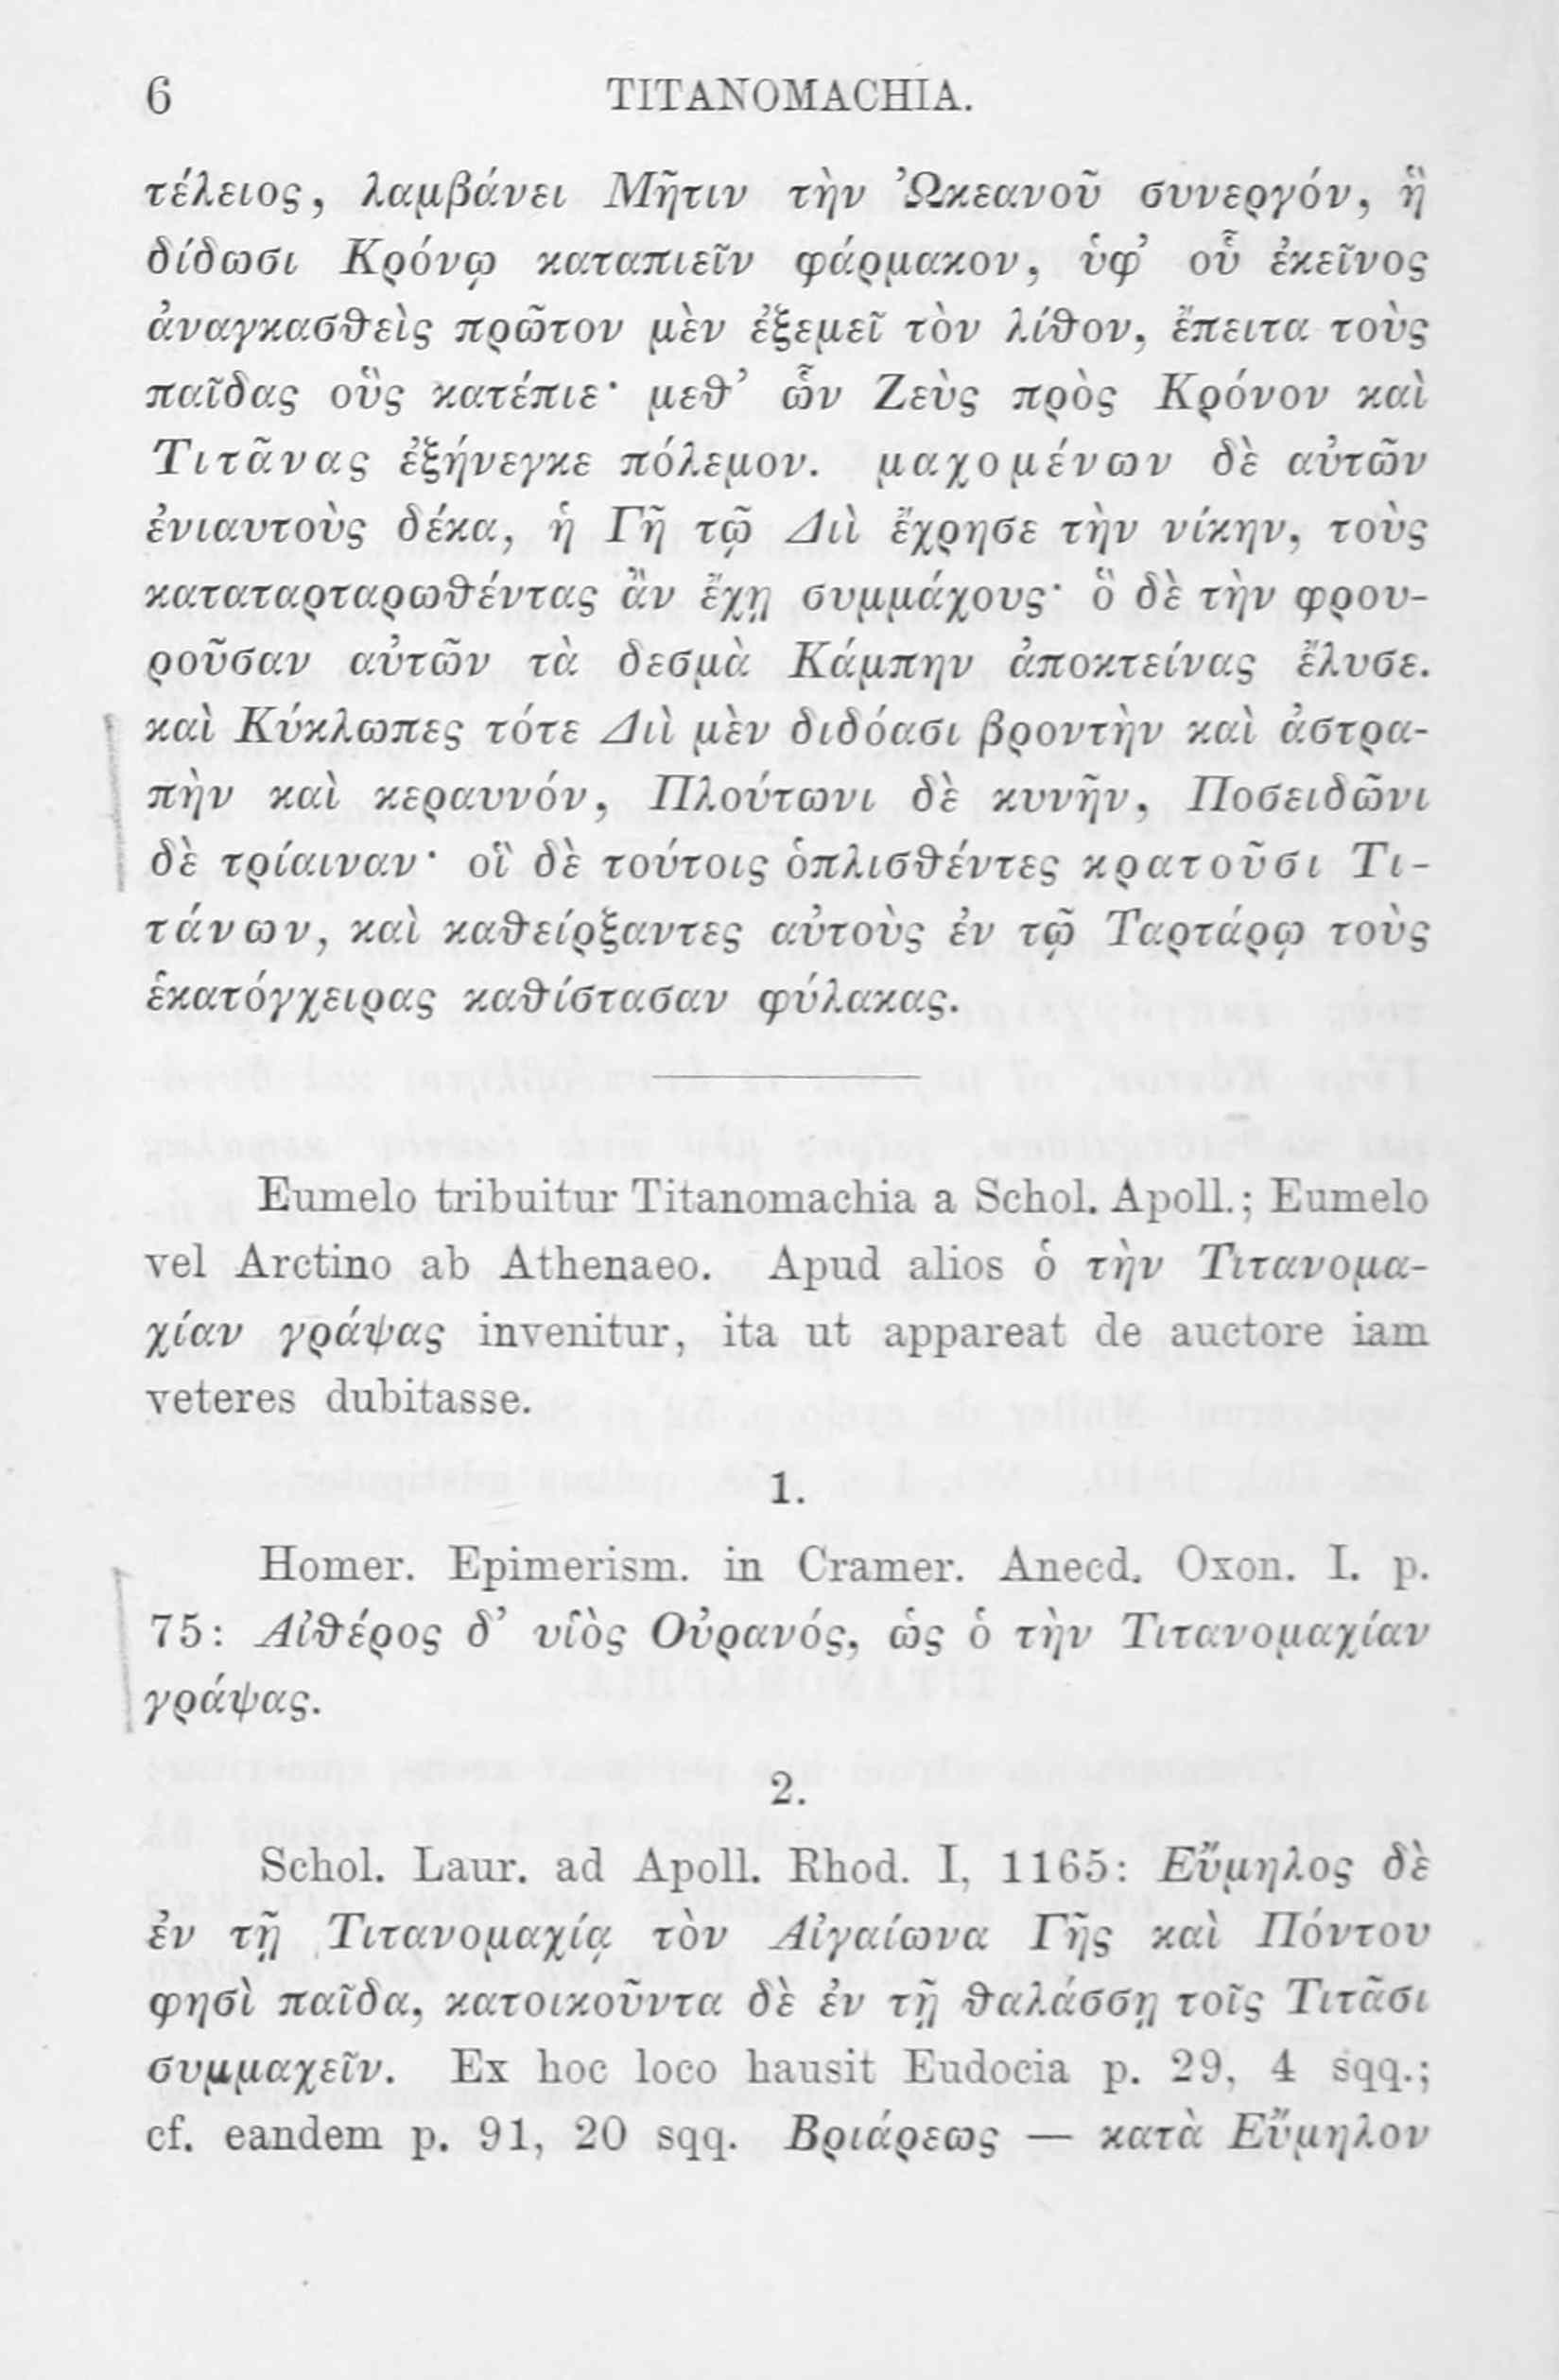 6 TITANOMACHIA.
τέλειος, λαμβάνει Μῆτιν τὴν Ὠκεανοῦ συνεργόν, ἣ
δίδωσι Κρόνῳ καταπιεῖν φάρμακον, ὑφ’ οὗ ἐκεῖνος
ἀναγκασθεὶς πρῶτον μὲν ἐξεμεῖ τὸν λίθον, ἔπειτα τοὺς
παῖδας οὓς κατέπιε· μεθ’ ὧν Ζεὺς πρὸς Κρόνον καὶ
Τιτᾶνας ἐξήνεγκε πόλεμον. μαχομένων δὲ αὐτῶν
ἐνιαυτοὺς δέκα, ἡ Γῆ τῷ Διὶ ἔχρησε τὴν νίκην, τοὺς
καταταρταρωθέντας ἂν ἔχῃ συμμάχους· ὃ δὲ τὴν φρου-
ροῦσαν αὐτῶν τὰ δεσμὰ Κάμπην ἀποκτείνας ἔλυσε.
καὶ Κύκλωπες τότε Διὶ μὲν διδόασι βροντὴν καὶ ἀστρα-
πὴν καὶ κεραυνόν, Πλούτωνι δὲ κυνῆν, Ποσειδῶνι
δὲ τρίαιναν· οἳ δὲ τούτοις ὁπλισθέντες κρατοῦσι Τι-
τάνων, καὶ καθείρξαντες αὐτοὺς ἐν τῷ Ταρτάρῳ τοὺς
ἑκατόγχειρας καθίστασαν φύλακας.
Eumelo tribuitur Titanomachia a Schol. Apoll.; Eumelo
vel Arctino ab Athenaeo. Apud alios ὁ τὴν Τιτανομα-
χίαν γράψας invenitur, ita ut appareat de auctore iam
veteres dubitasse.
1.
Homer. Epimerism. in Cramer. Anecd. Oxon. I. p.
75: Αἰθέρος δ’ υἱὸς Οὐρανός, ὡς ὁ τὴν Τιτανομαχίαν
γράψας.
2.
Schol. Laur. ad Apoll. Rhod. I, 1165: Εὔμηλος δὲ
ἐν τῇ Τιτανομαχίᾳ τὸν Αἰγαίωνα Γῆς καὶ Πόντου
φησὶ παῖδα, κατοικοῦντα δὲ ἐν τῇ θαλάσσῃ τοῖς Τιτᾶσι
συμμαχεῖν. Ex hoc loco hausit Eudocia p. 29, 4 sqq.;
cf. eandem p. 91, 20 sqq. Βριάρεως — κατὰ Εὔμηλον